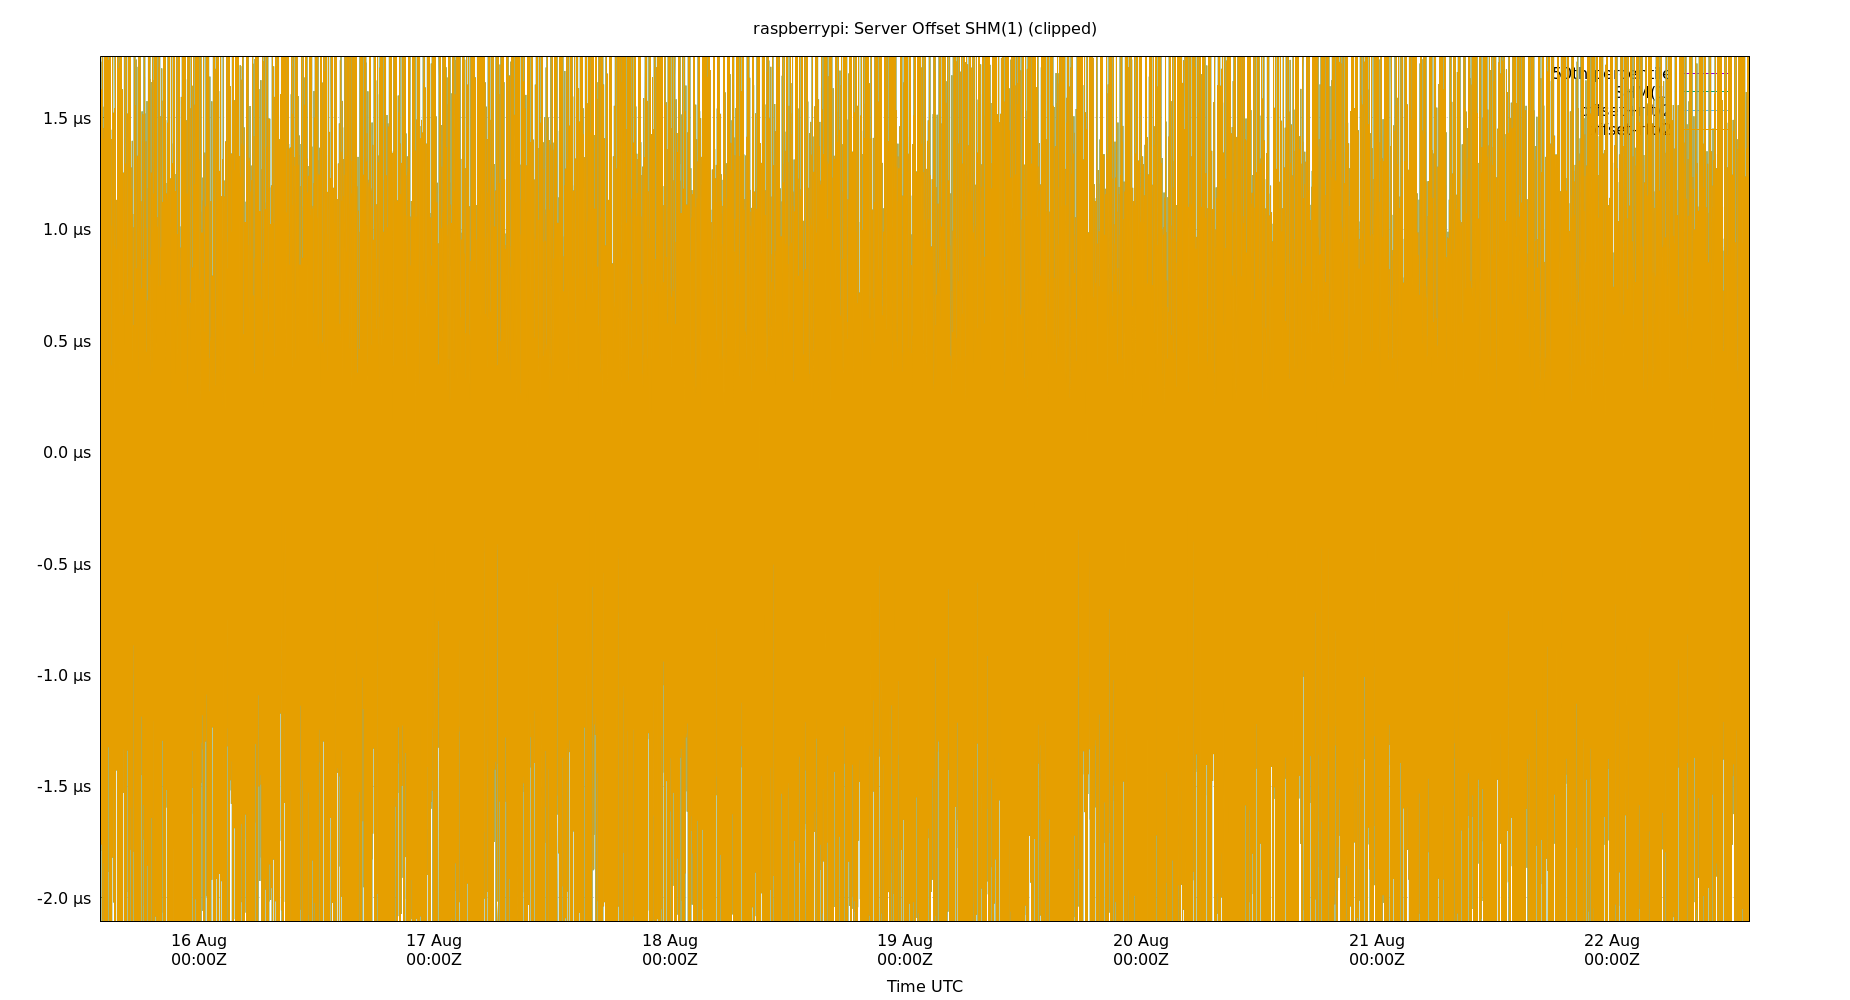 raspberrypi: Server Offset SHM(1) (clipped)
1.5 µs
1.0 µs
0.5 µs
0.0 µs
-0.5 µs
-1.0 µs
-1.5 µs
-2.0 µs
16 Aug
00:00Z
17 Aug
00:00Z
18 Aug
00:00Z
19 Aug
00:00Z
20 Aug
00:00Z
21 Aug
00:00Z
22 Aug
00:00Z
Time UTC